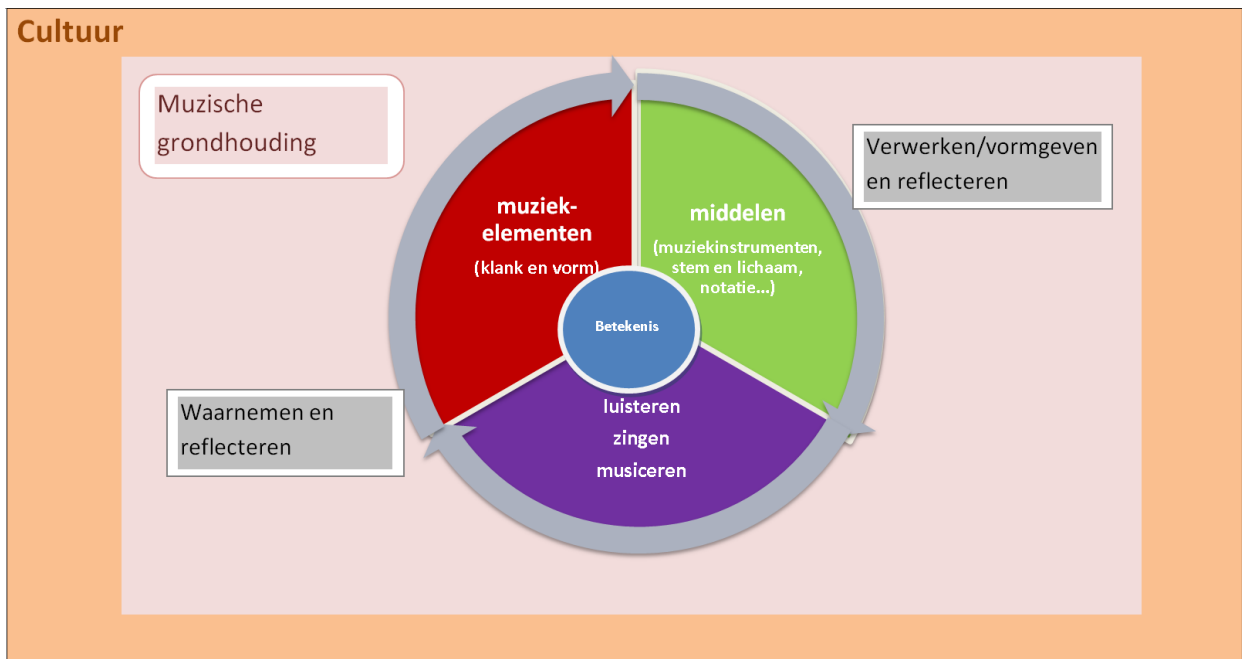 Cultuur
Muzische
grondhouding
Verwerken/vormgeven
en reflecteren
muziek-
elementen
(klank en vorm)
middelen
(muziekinstrumenten,
stem en lichaam,
notatie...)
Betekenis
luisteren
zingen
musiceren
Waarnemen en
reflecteren